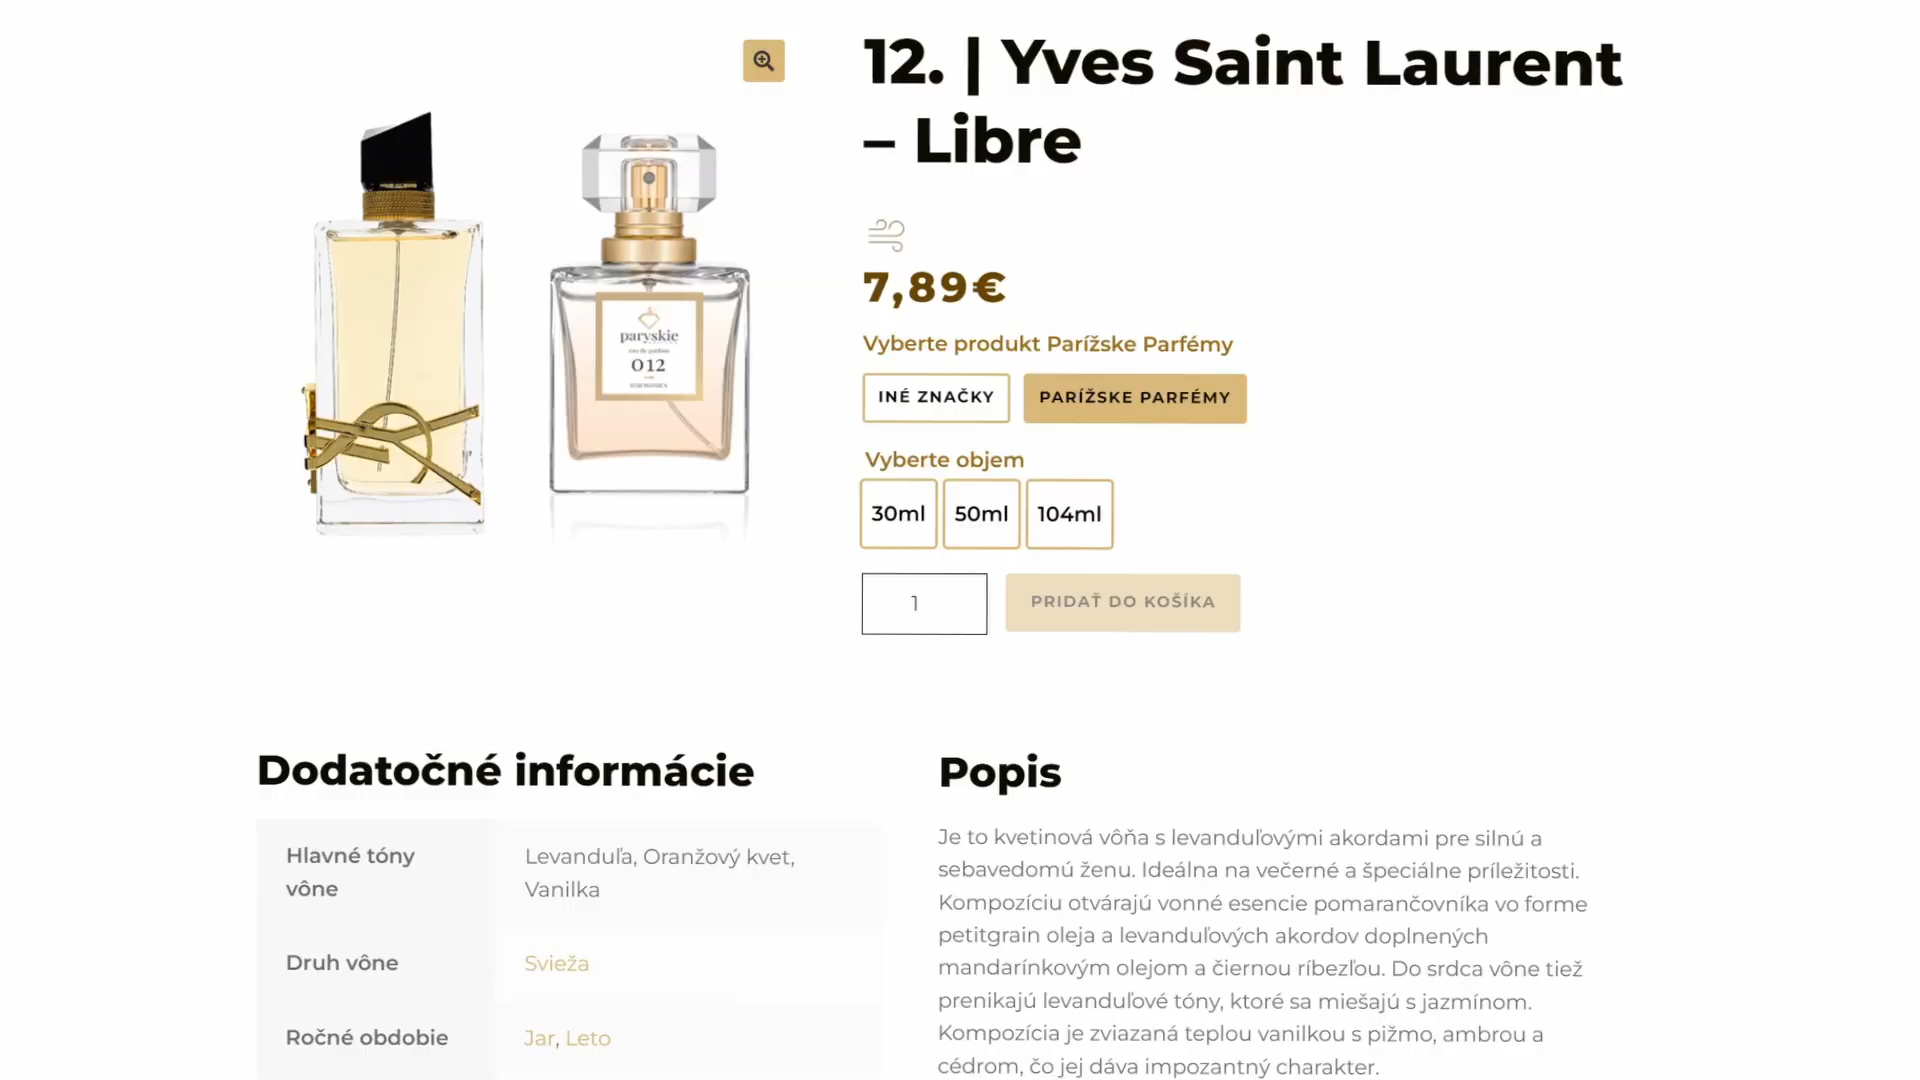 12. | Yves Saint Laurent
– Libre
paryskie
eau de parfum
012
7,89€
Vyberte produkt Parížske Parfémy
INÉ ZNAČKY
PARÍŽSKE PARFÉMY
Vyberte objem
30ml
50ml
104ml
1
PRIDAŤ DO KOŠÍKA
Dodatočné informácie
Hlavné tóny
vône
Levanduľa, Oranžový kvet,
Vanilka
Druh vône
Svieža
Ročné obdobie
Jar, Leto
Popis
Je to kvetinová vôňa s levanduľovými akordami pre silnú a
sebavedomú ženu. Ideálna na večerné a špeciálne príležitosti.
Kompozíciu otvárajú vonné esencie pomarančovníka vo forme
petitgrain oleja a levanduľových akordov doplnených
mandarínkovým olejom a čiernou ríbezľou. Do srdca vône tiež
prenikajú levanduľové tóny, ktoré sa miešajú s jazmínom.
Kompozícia je zviazaná teplou vanilkou s pižmo, ambrou a
cédrom, čo jej dáva impozantný charakter.